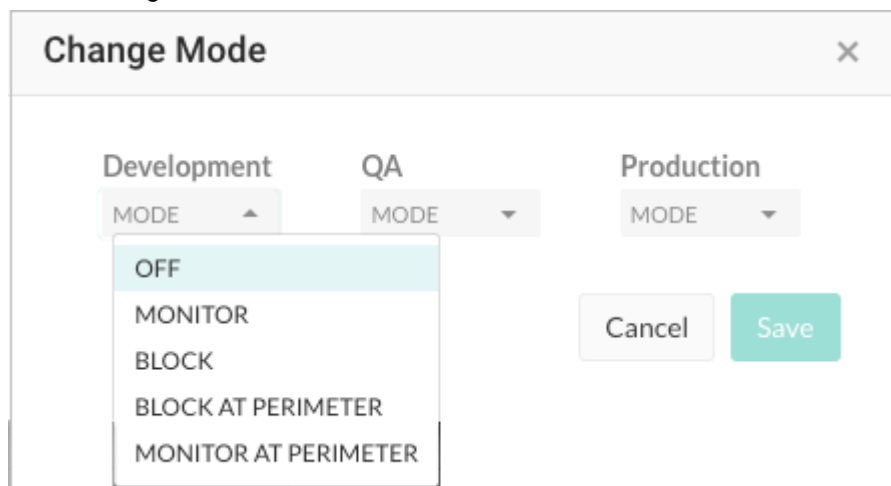 Change Mode ×
Development QA Production
MODE MODE MODE
OFF
MONITOR
Cancel Save
BLOCK
BLOCK AT PERIMETER
MONITOR AT PERIMETER